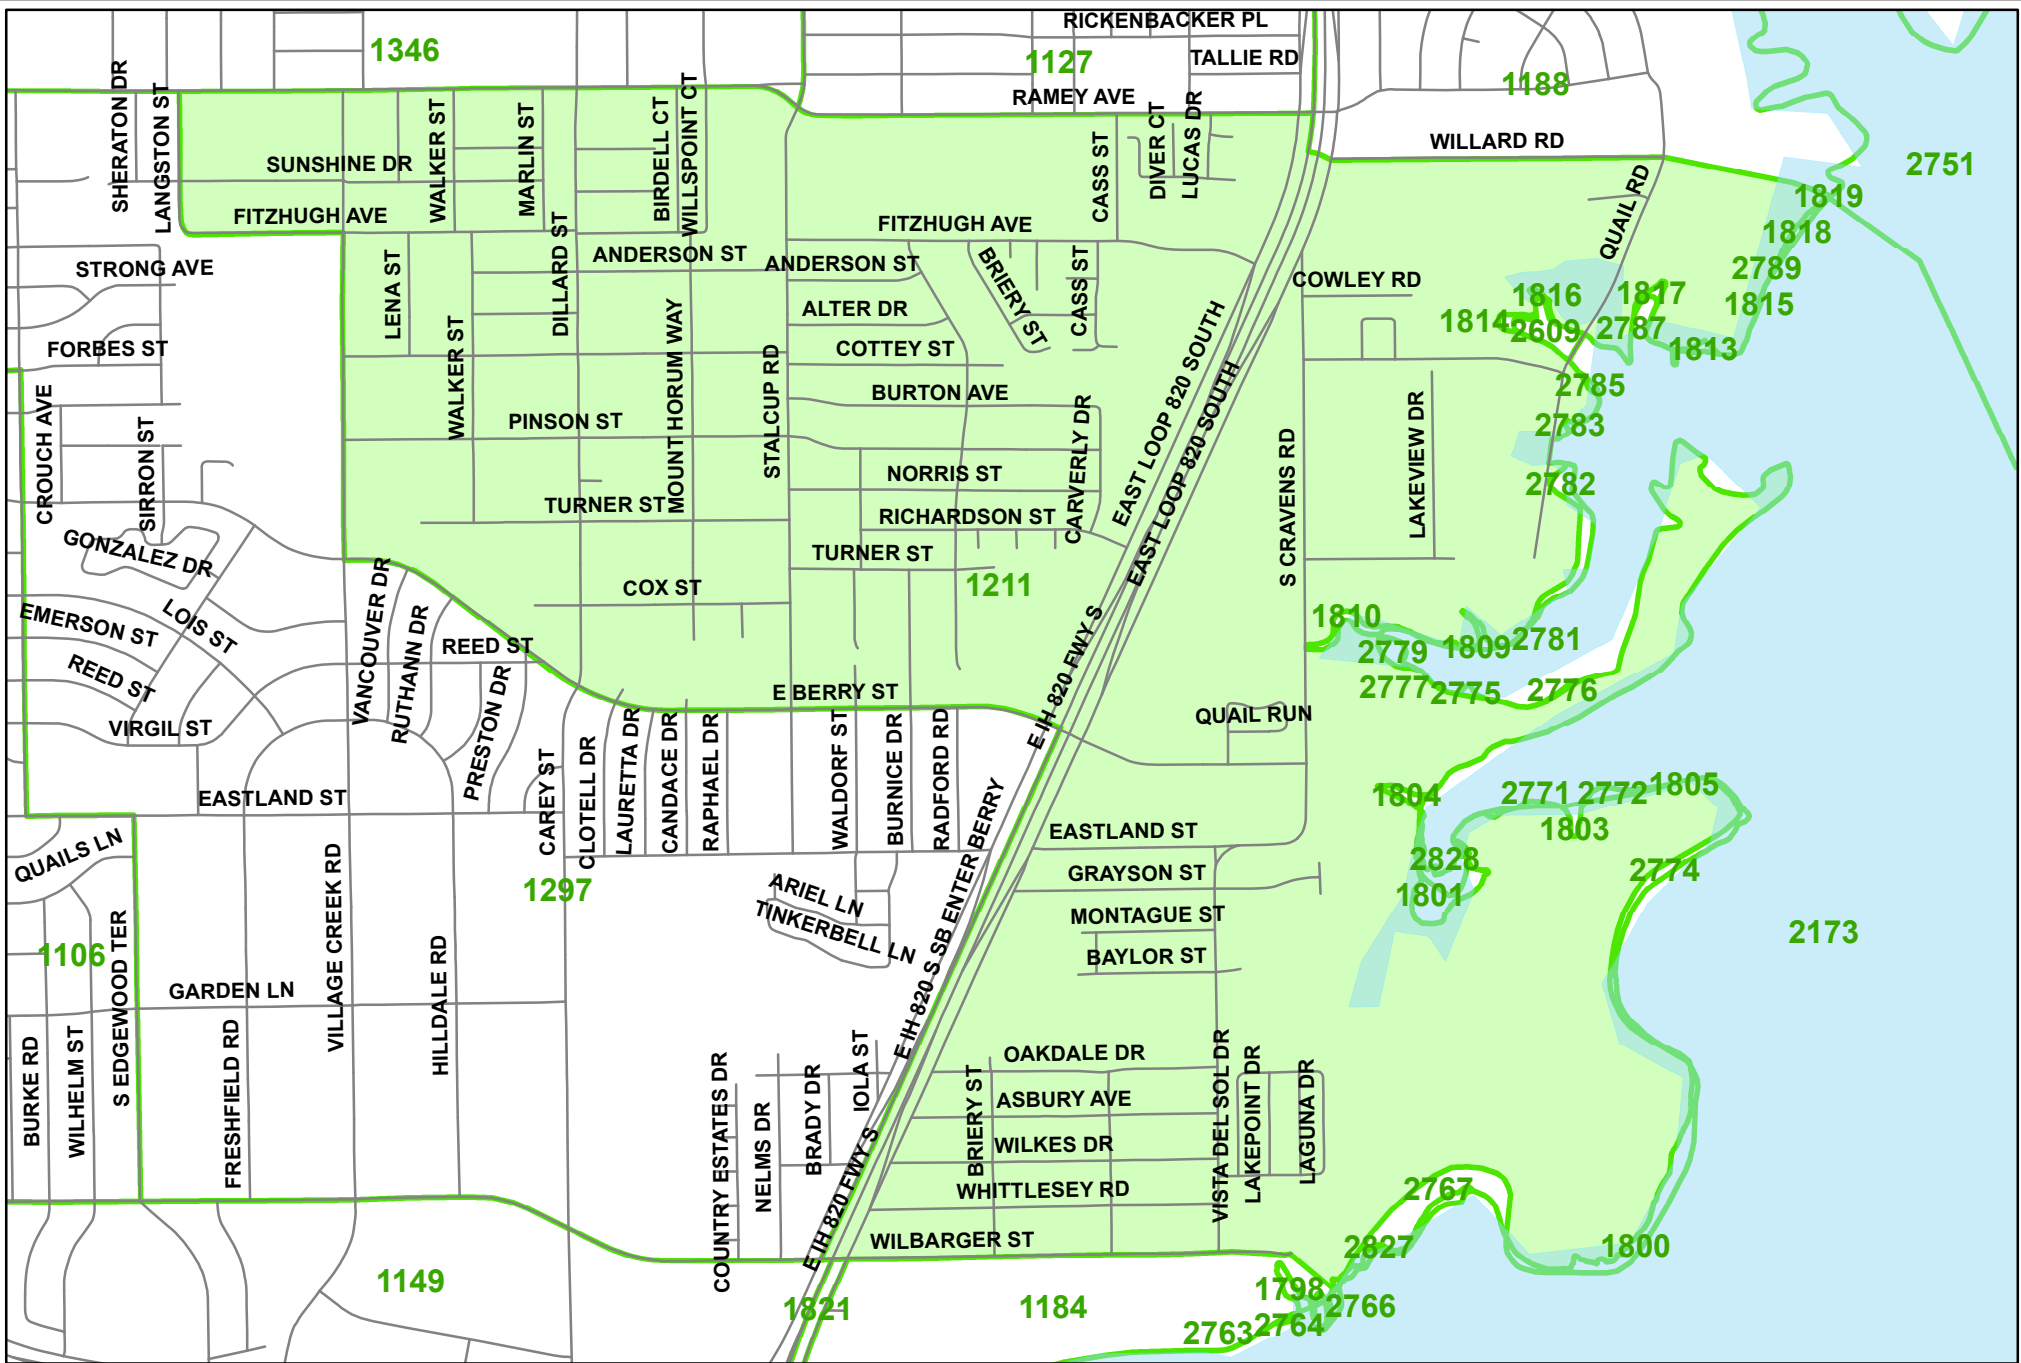 RICKENBACKER PL
1346
1127
TALLIE RD
1188
RAMEY AVE
SHERATON DR
LANGSTON ST
WALKER ST
MARLIN ST
BIRDELL CT
WILLSPOINT CT
CASS ST
DIVER CT
LUCAS DR
WILLARD RD
2751
SUNSHINE DR
FITZHUGH AVE
FITZHUGH AVE
QUAIL RD
1819
1818
STRONG AVE
LENA ST
DILLARD ST
ANDERSON ST
ANDERSON ST
BRIERY ST
CASS ST
COWLEY RD
2789
1816
1817
1815
ALTER DR
1814
2609
2787
FORBES ST
MOUNT HORUM WAY
COTTEY ST
EAST LOOP 820 SOUTH
1813
WALKER ST
STALCUP RD
BURTON AVE
2785
CROUCH AVE
PINSON ST
CARVERLY DR
EAST LOOP 820 SOUTH
S CRAVENS RD
LAKEVIEW DR
2783
SIRRON ST
NORRIS ST
2782
TURNER ST
RICHARDSON ST
GONZALEZ DR
TURNER ST
COX ST
1211
EMERSON ST
LOIS ST
VANCOUVER DR
RUTHANN DR
1810
REED ST
2779
1809
2781
REED ST
PRESTON DR
E BERRY ST
E IH 820 FWY S
2777
2775
2776
VIRGIL ST
QUAIL RUN
CAREY ST
CLOTELL DR
LAURETTA DR
CANDACE DR
RAPHAEL DR
WALDORF ST
BURNICE DR
RADFORD RD
EASTLAND ST
1804
2771
2772
1805
EASTLAND ST
1803
QUAILS LN
VILLAGE CREEK RD
1297
ARIEL LN
E IH 820 S SB ENTER BERRY
GRAYSON ST
2828
2774
1801
TINKERBELL LN
MONTAGUE ST
2173
1106
S EDGEWOOD TER
HILLDALE RD
BAYLOR ST
GARDEN LN
BURKE RD
WILHELM ST
FRESHFIELD RD
COUNTRY ESTATES DR
NELMS DR
BRADY DR
IOLA ST
OAKDALE DR
BRIERY ST
ASBURY AVE
VISTA DEL SOL DR
LAKEPOINT DR
LAGUNA DR
WILKES DR
E IH 820 FWY S
WHITTLESEY RD
2767
WILBARGER ST
2827
1800
1149
1821
1184
1798
2766
2763
2764